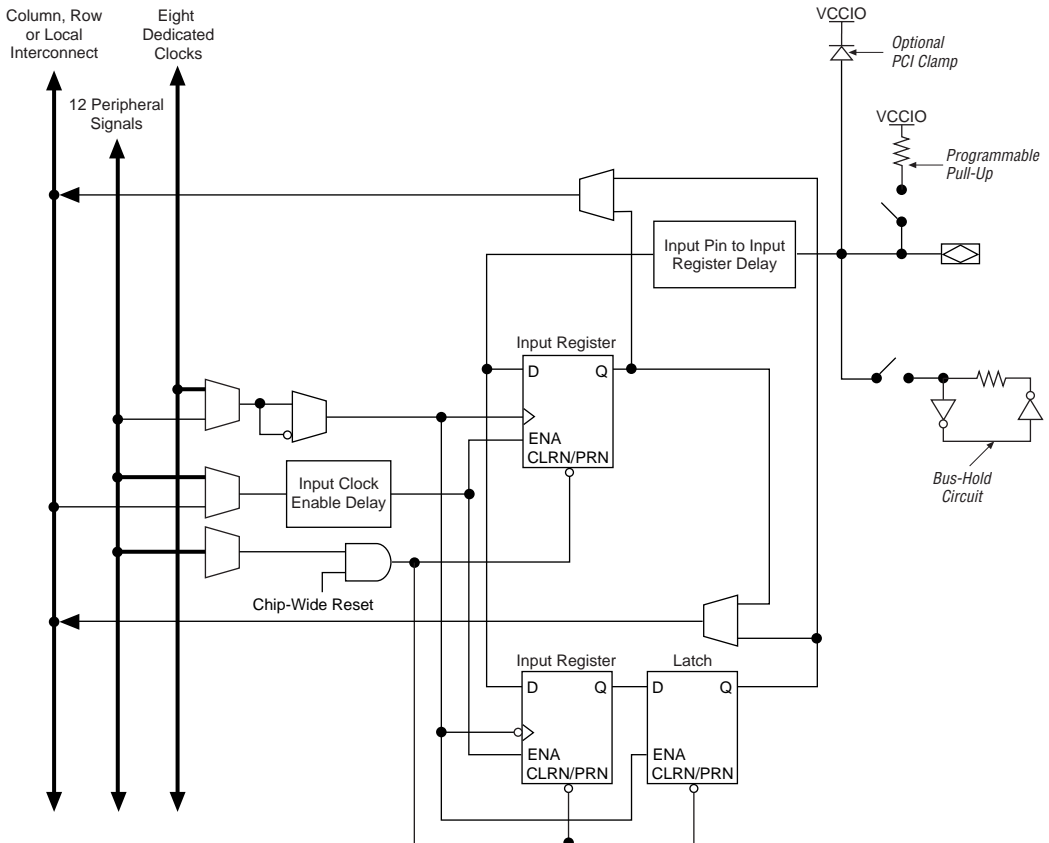 Column, Row
or Local
Interconnect
Eight
Dedicated
Clocks
12 Peripheral
Signals
VCCIO
Optional
PCI Clamp
VCCIO
Programmable
Pull-Up
Input Pin to Input
Register Delay
Input Register
D
Q
ENA
CLRN/PRN
Input Clock
Enable Delay
Chip-Wide Reset
Bus-Hold
Circuit
Input Register
D
Q
ENA
CLRN/PRN
Latch
D
Q
ENA
CLRN/PRN